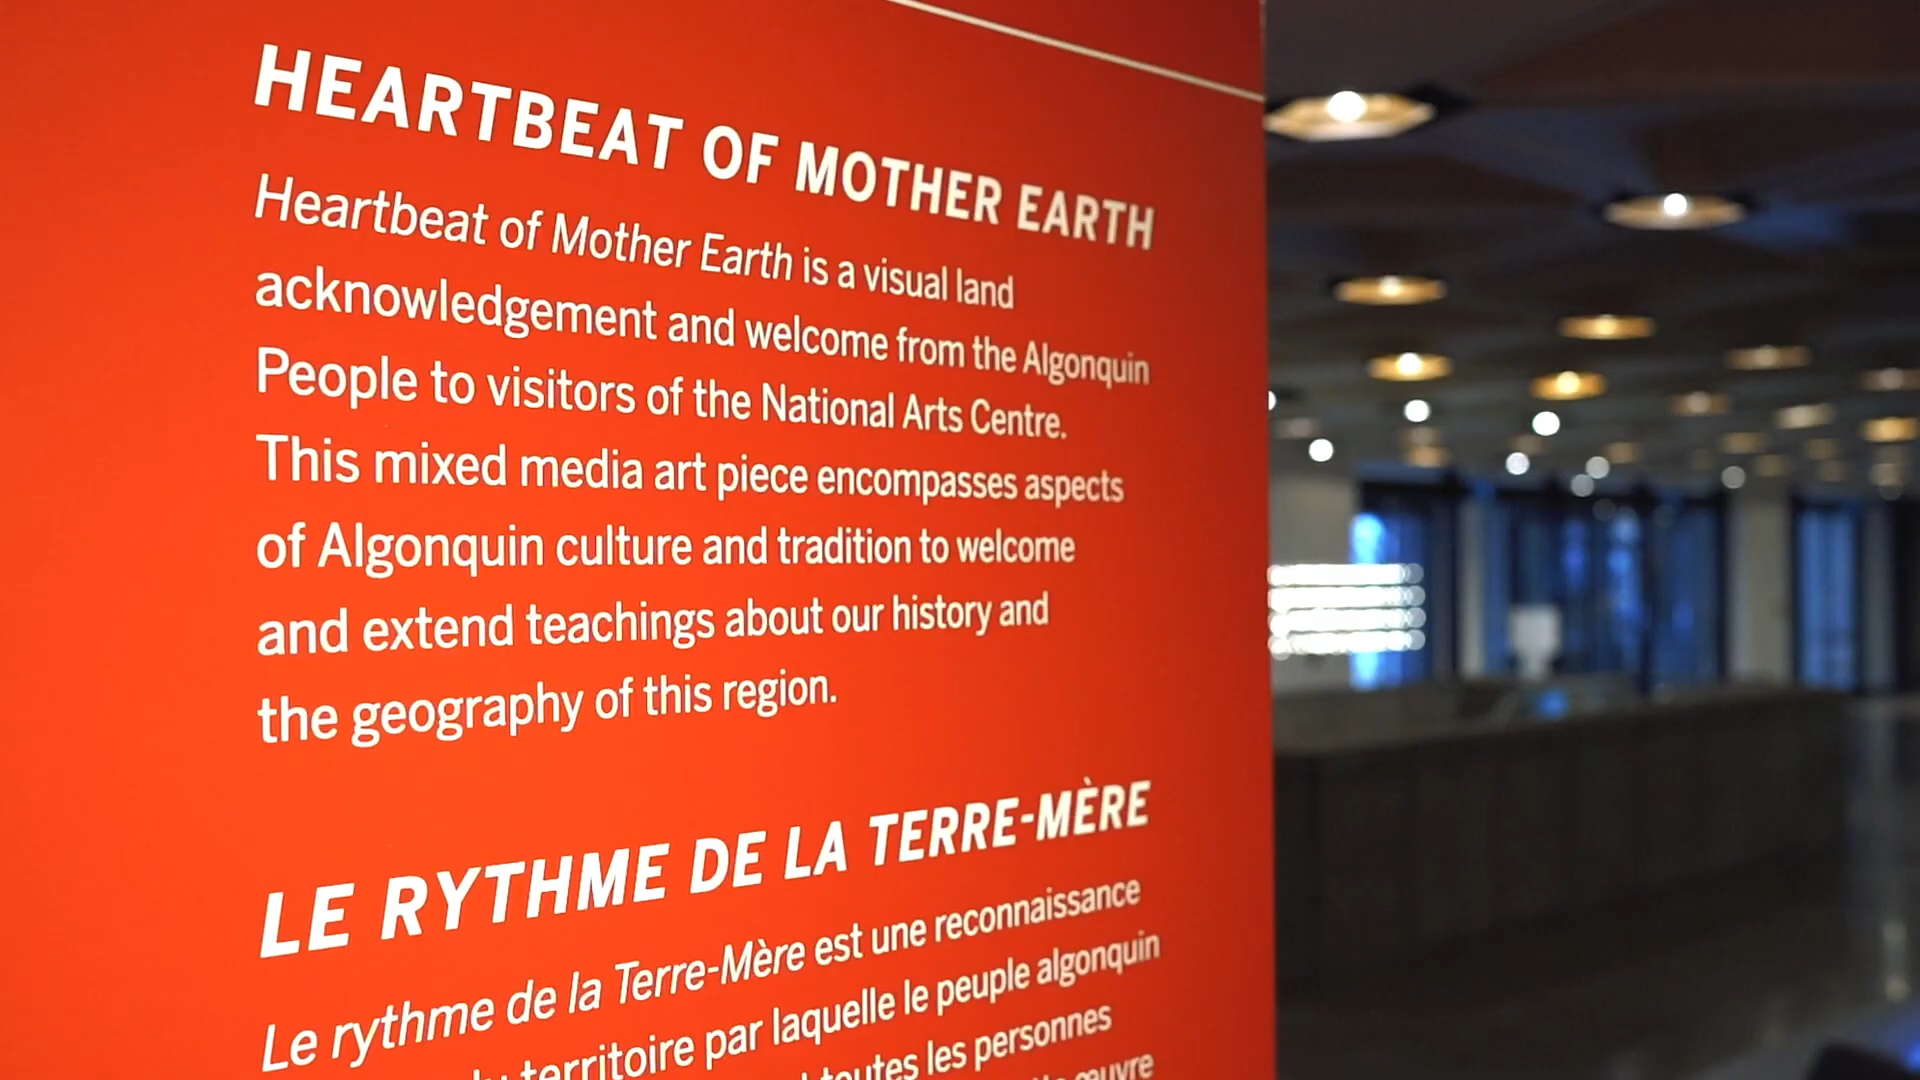 HEARTBEAT OF MOTHER EARTH
Heartbeat of Mother Earth is a visual land
acknowledgement and welcome from the Algonquin
People to visitors of the National Arts Centre.
This mixed media art piece encompasses aspects
of Algonquin culture and tradition to welcome
and extend teachings about our history and
the geography of this region.
LE RYTHME DE LA TERRE-MÈRE
Le rythme de la Terre-Mère est une reconnaissance
territoire par laquelle le peuple algonquin
toutes les personnes
œuvre